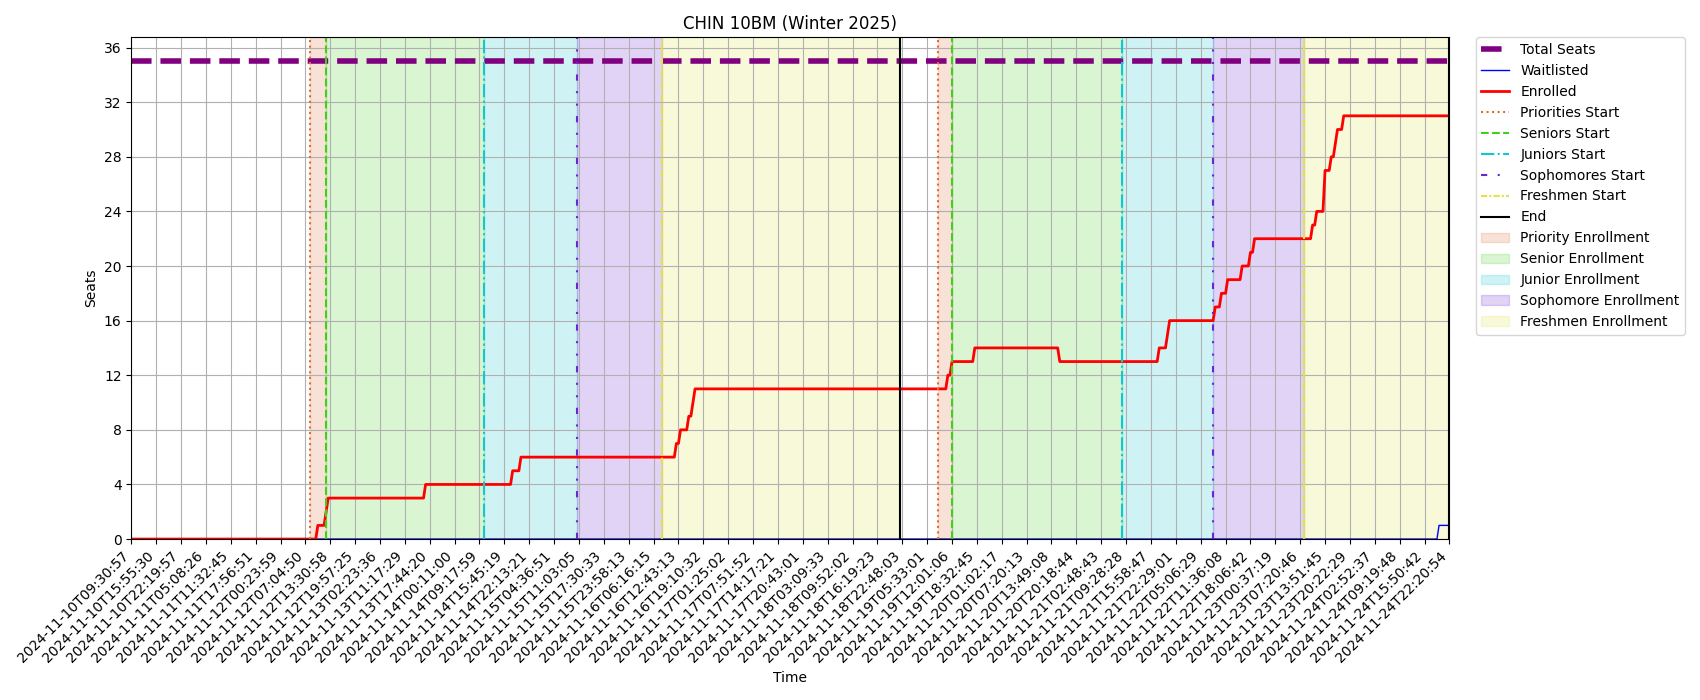 CHIN 10BM (Winter 2025)
Seats
36
32
28
24
20
16
12
8
4
0
2024-11-10T09:30:57
2024-11-10T15:55:30
2024-11-10T22:19:57
2024-11-11T05:08:26
2024-11-11T11:32:45
2024-11-11T17:56:51
2024-11-12T00:23:59
2024-11-12T07:04:50
2024-11-12T13:30:58
2024-11-12T19:57:25
2024-11-13T02:23:36
2024-11-13T11:17:29
2024-11-13T17:44:20
2024-11-14T00:11:00
2024-11-14T09:17:59
2024-11-14T15:45:19
2024-11-14T22:13:21
2024-11-15T04:36:51
2024-11-15T11:03:05
2024-11-15T17:30:33
2024-11-15T23:58:13
2024-11-16T06:16:15
2024-11-16T12:43:13
2024-11-16T19:10:32
2024-11-17T01:25:02
2024-11-17T07:51:52
2024-11-17T14:17:21
2024-11-17T20:43:01
2024-11-18T03:09:33
2024-11-18T09:52:02
2024-11-18T16:19:23
2024-11-18T22:48:03
2024-11-19T05:33:01
2024-11-19T12:01:06
2024-11-19T18:32:45
2024-11-20T01:02:17
2024-11-20T07:20:13
2024-11-20T13:49:08
2024-11-20T20:18:44
2024-11-21T02:48:43
2024-11-21T09:28:28
2024-11-21T15:58:47
2024-11-21T22:29:01
2024-11-22T05:06:29
2024-11-22T11:36:08
2024-11-22T18:06:42
2024-11-23T00:37:19
2024-11-23T07:20:46
2024-11-23T13:51:45
2024-11-23T20:22:29
2024-11-24T02:52:37
2024-11-24T09:19:48
2024-11-24T15:50:42
2024-11-24T22:20:54
Time
Total Seats
Waitlisted
Enrolled
Priorities Start
Seniors Start
Juniors Start
Sophomores Start
Freshmen Start
End
Priority Enrollment
Senior Enrollment
Junior Enrollment
Sophomore Enrollment
Freshmen Enrollment